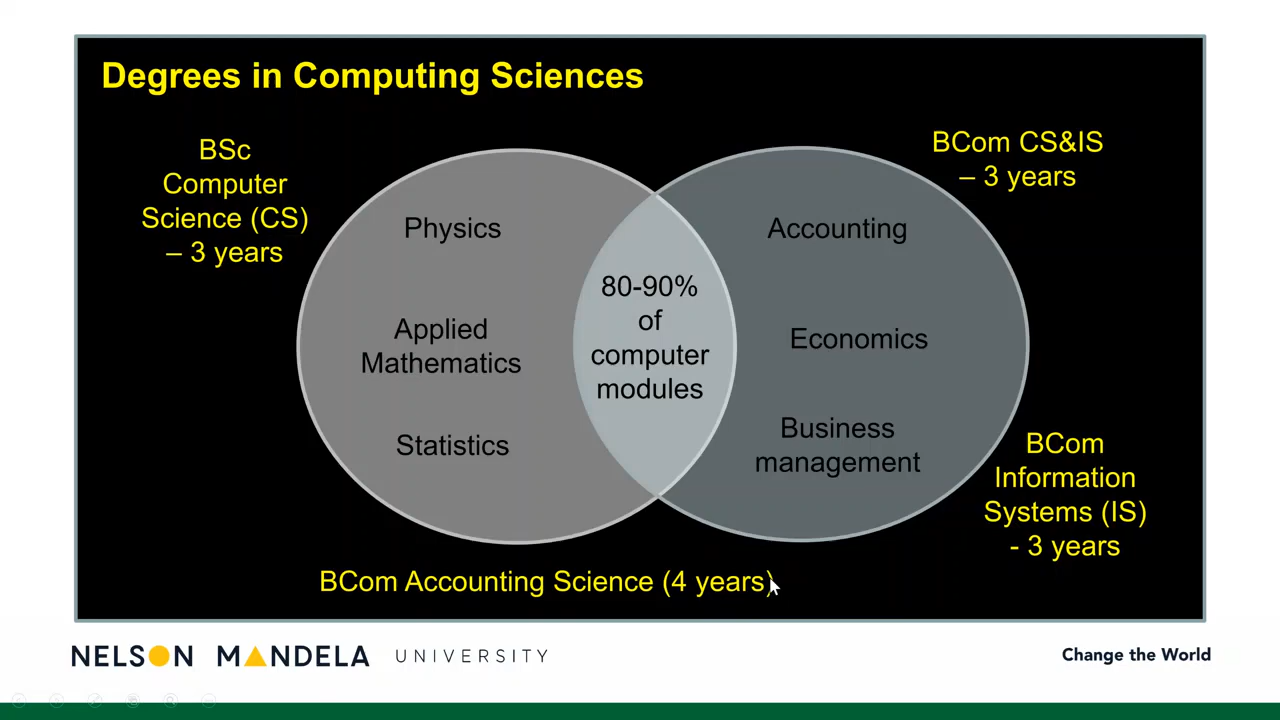 Degrees in Computing Sciences
BSc
Computer
Science (CS)
– 3 years
BCom CS&IS
– 3 years
Physics
Applied
Mathematics
Statistics
80-90%
of
computer
modules
Accounting
Economics
Business
management
BCom
Information
Systems (IS)
- 3 years
BCom Accounting Science (4 years)
NELSON MANDELA UNIVERSITY
Change the World